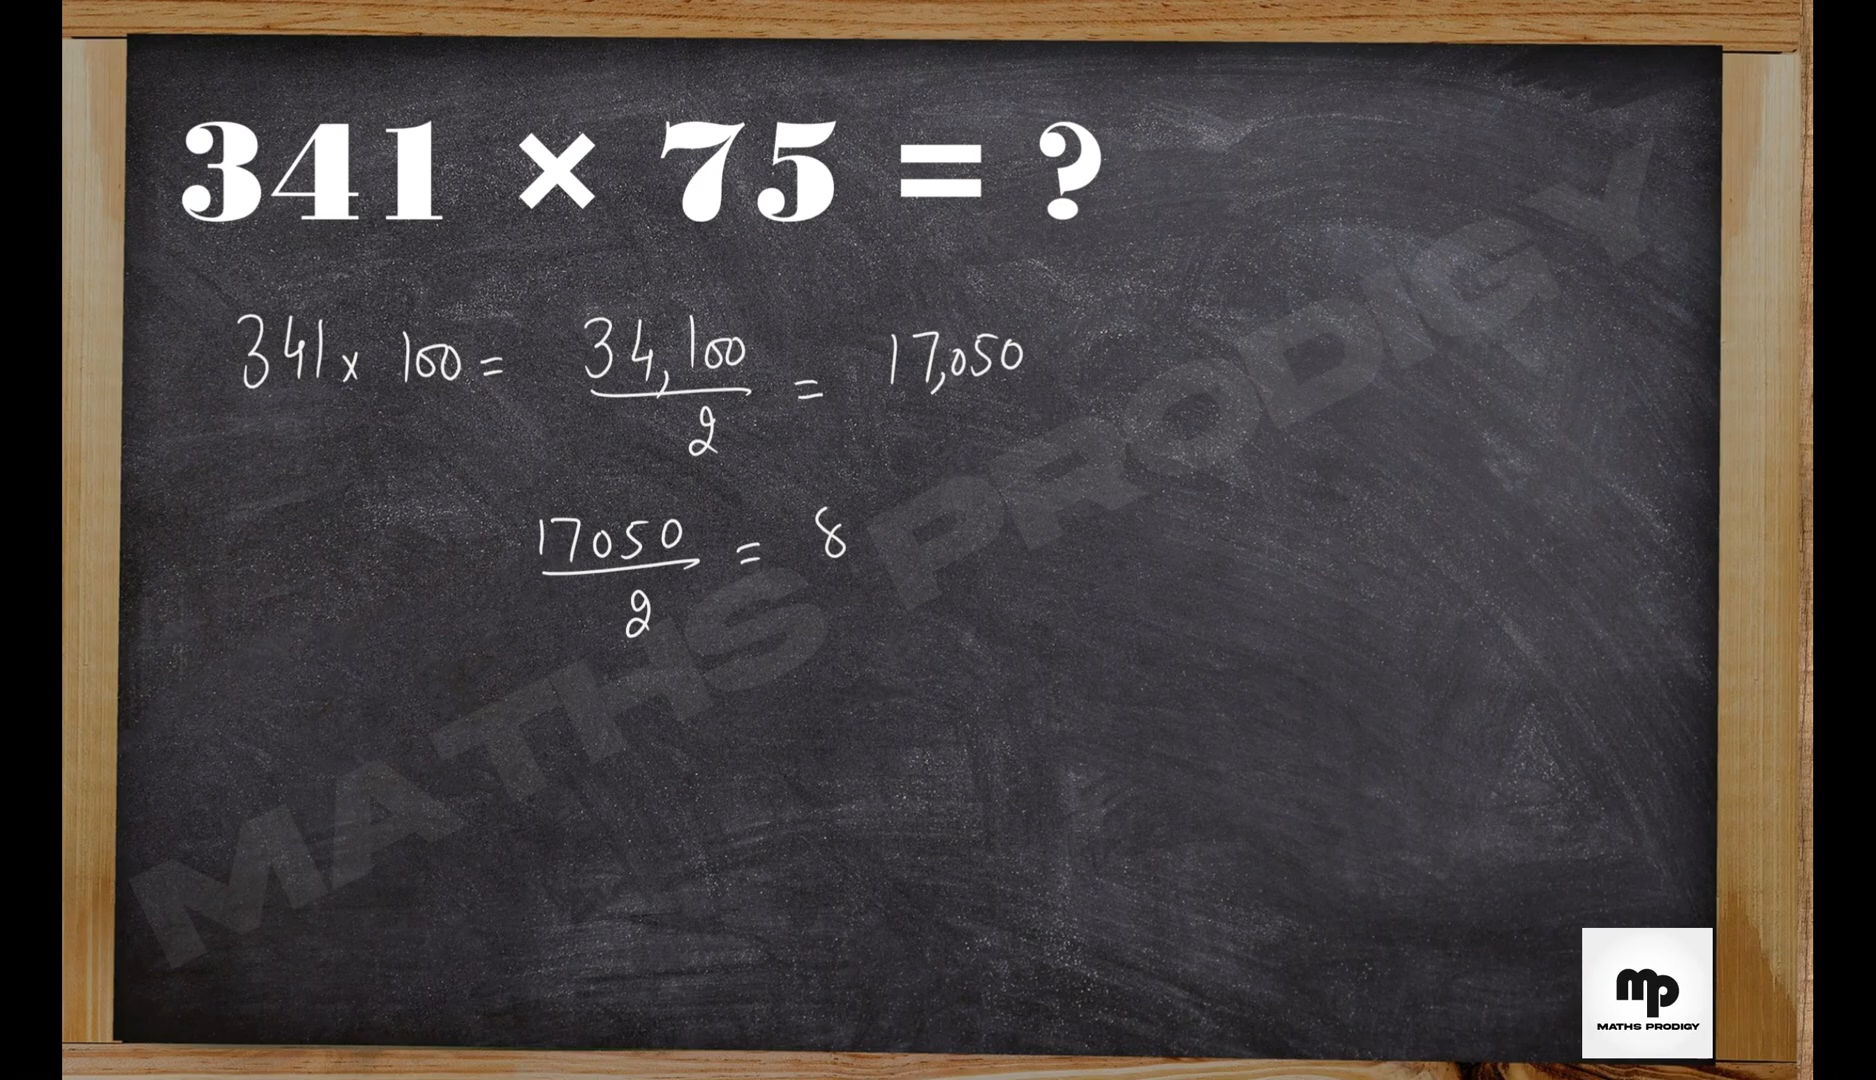 341 × 75 = ?
341 x 100 = 34,100/2 = 17,050
17050/2 = 8
MATHS PRODIGY
mp
MATHS PRODIGY